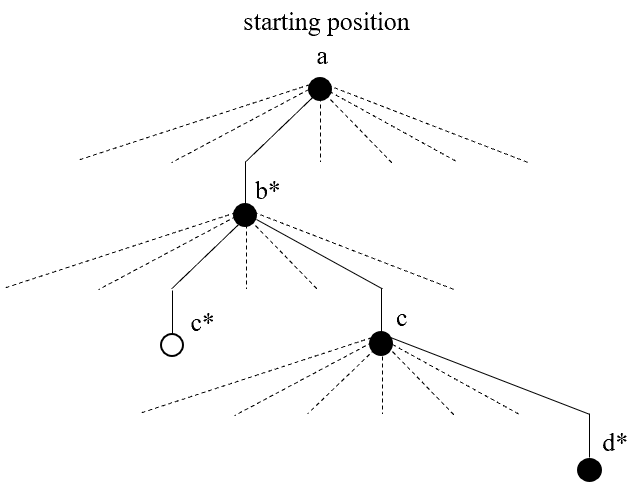 starting position
a
b*
c*
c
d*